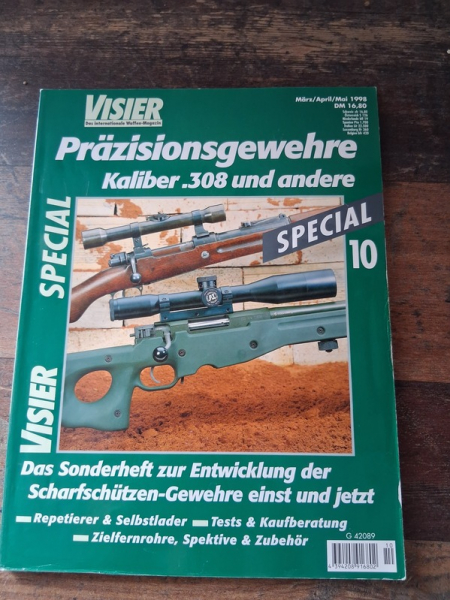 VISIER
Das internationale Waffen-Magazin
März/April/Mai 1998
DM 16,80
Präzisionsgewehre
Kaliber .308 und andere
SPECIAL
10
VISIER SPECIAL
Das Sonderheft zur Entwicklung der
Scharfschützen-Gewehre einst und jetzt
Repetierer & Selbstlader Tests & Kaufberatung
Zielfernrohre, Spektive & Zubehör
G 42089
10